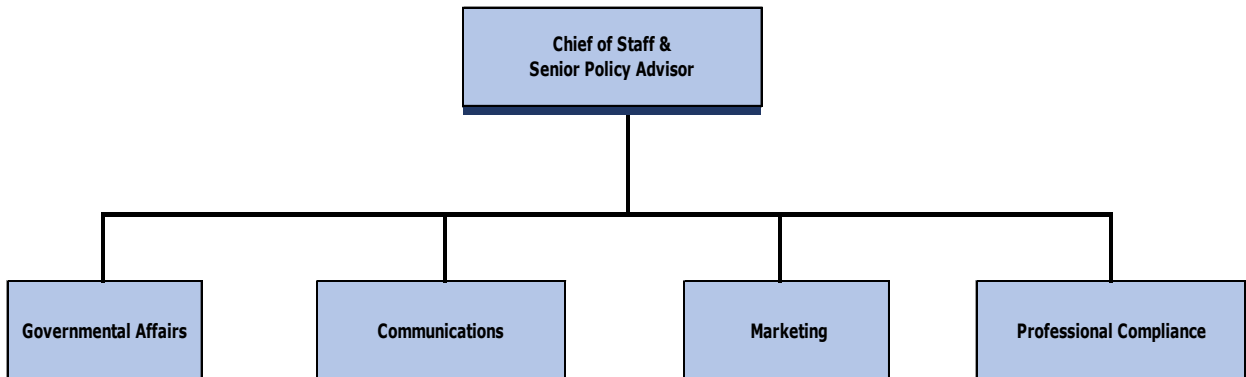 Chief of Staff &
Senior Policy Advisor
Governmental Affairs
Communications
Marketing
Professional Compliance